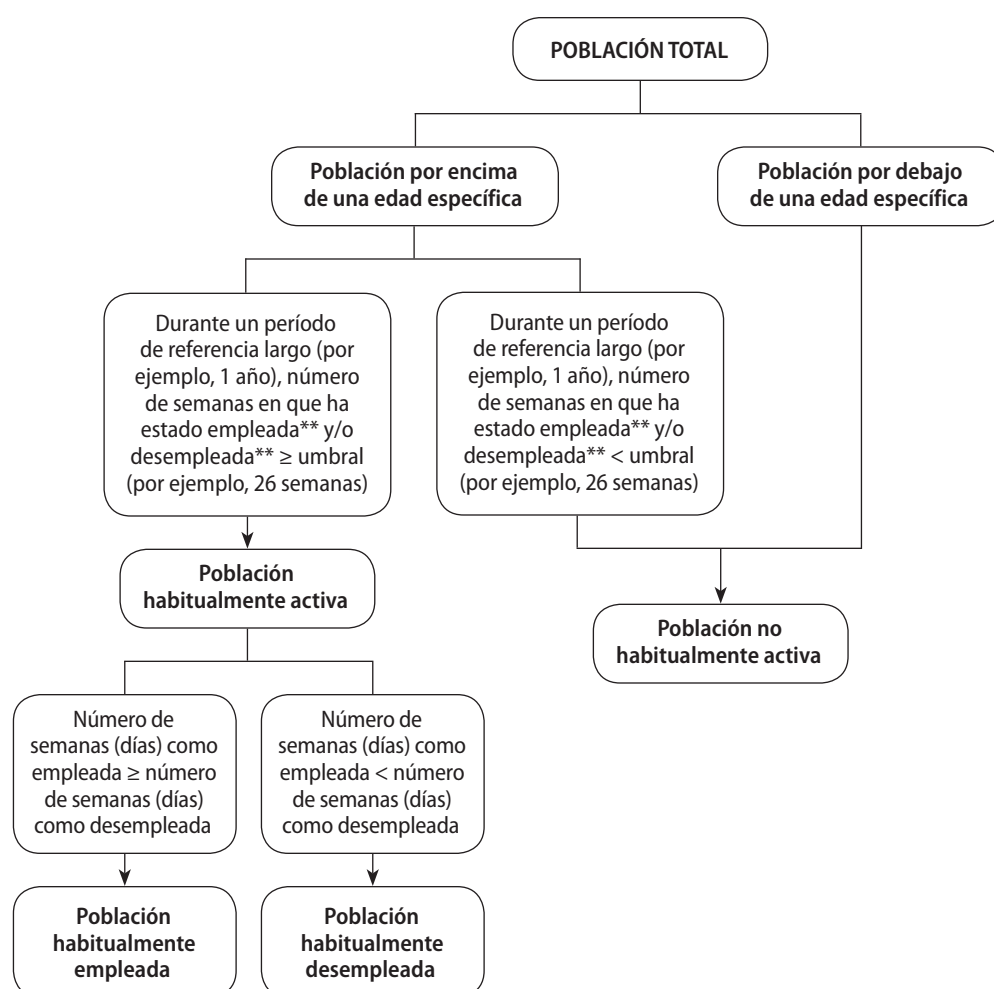 POBLACIÓN TOTAL
Población por encima
de una edad específica
Población por debajo
de una edad específica
Durante un período
de referencia largo (por
ejemplo, 1 año), número
de semanas en que ha
estado empleada** y/o
desempleada** ≥ umbral
(por ejemplo, 26 semanas)
Durante un período
de referencia largo (por
ejemplo, 1 año), número
de semanas en que ha
estado empleada** y/o
desempleada** < umbral
(por ejemplo, 26 semanas)
Población
habitualmente activa
Población no
habitualmente activa
Número de
semanas (días) como
empleada ≥ número
de semanas (días)
como desempleada
Número de
semanas (días) como
empleada < número
de semanas (días)
como desempleada
Población
habitualmente
empleada
Población
habitualmente
desempleada